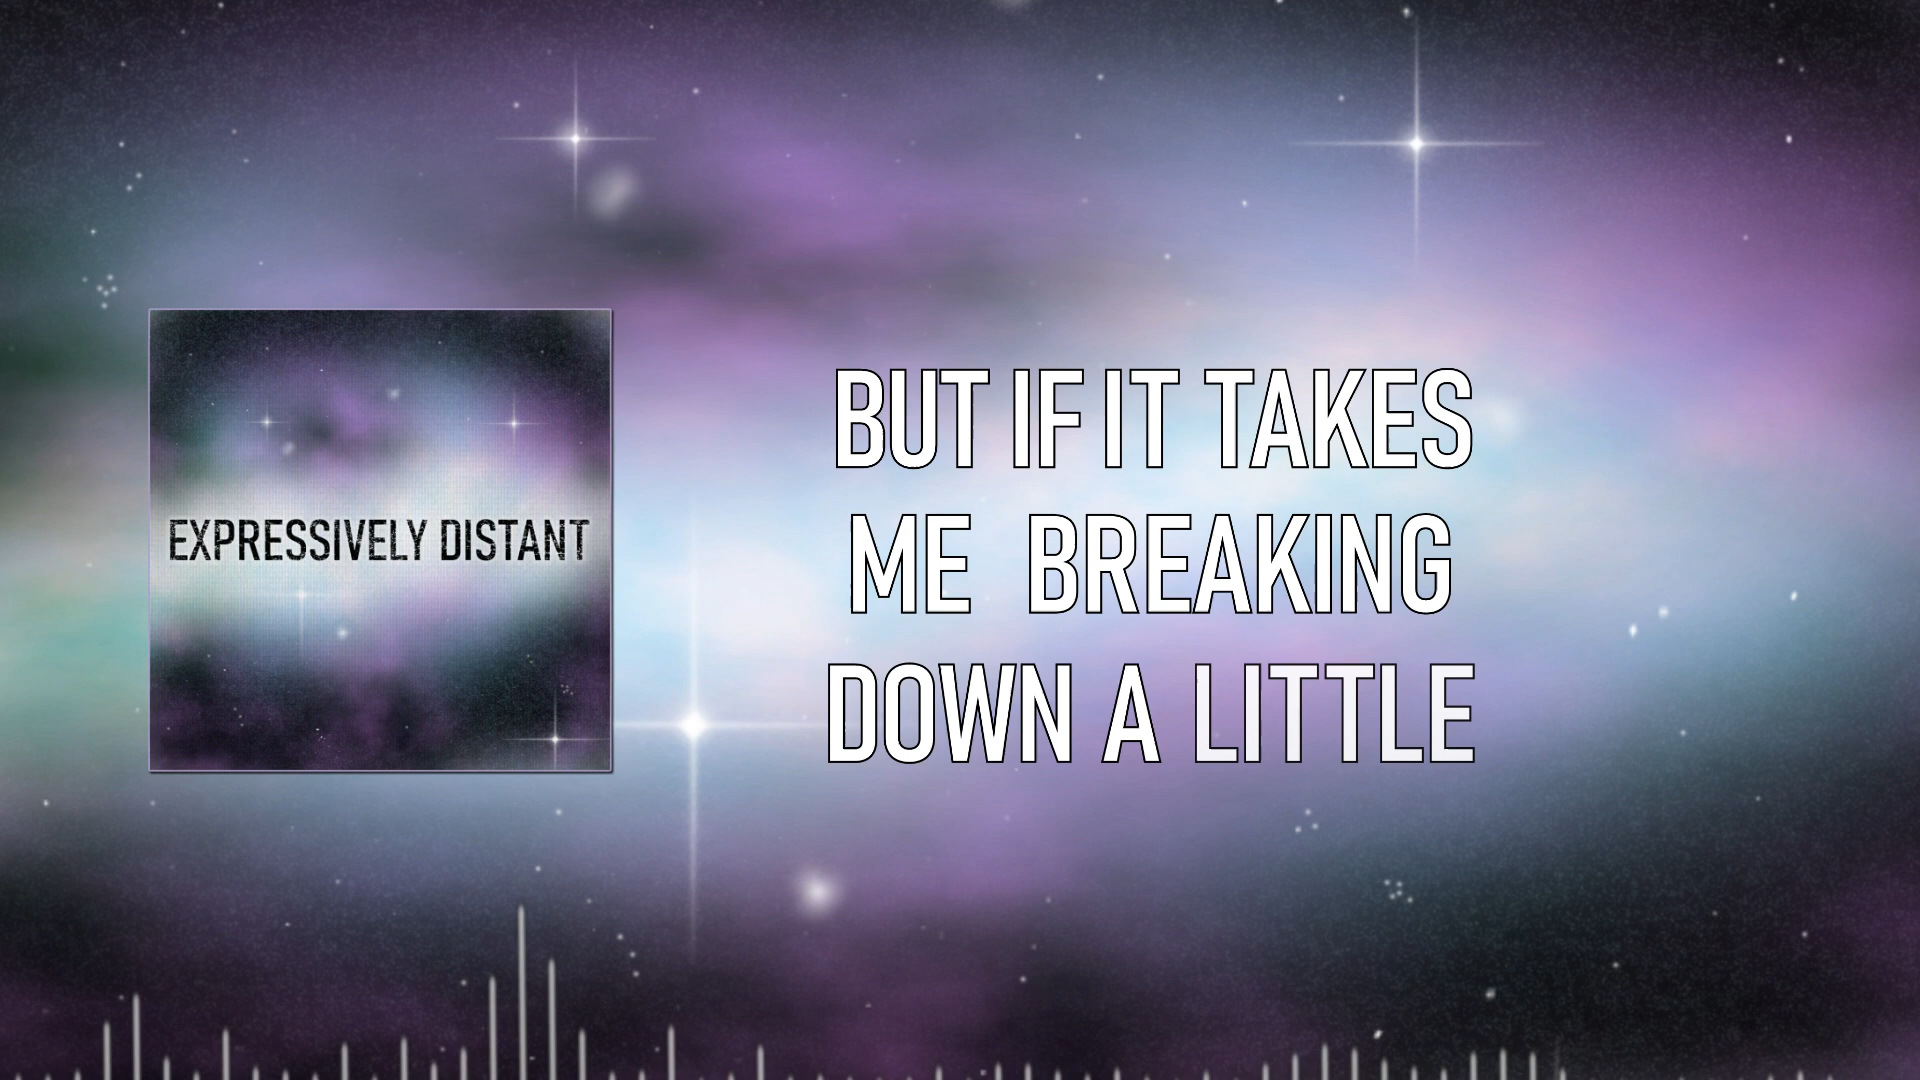 EXPRESSIVELY DISTANT
BUT IF IT TAKES
ME BREAKING
DOWN A LITTLE